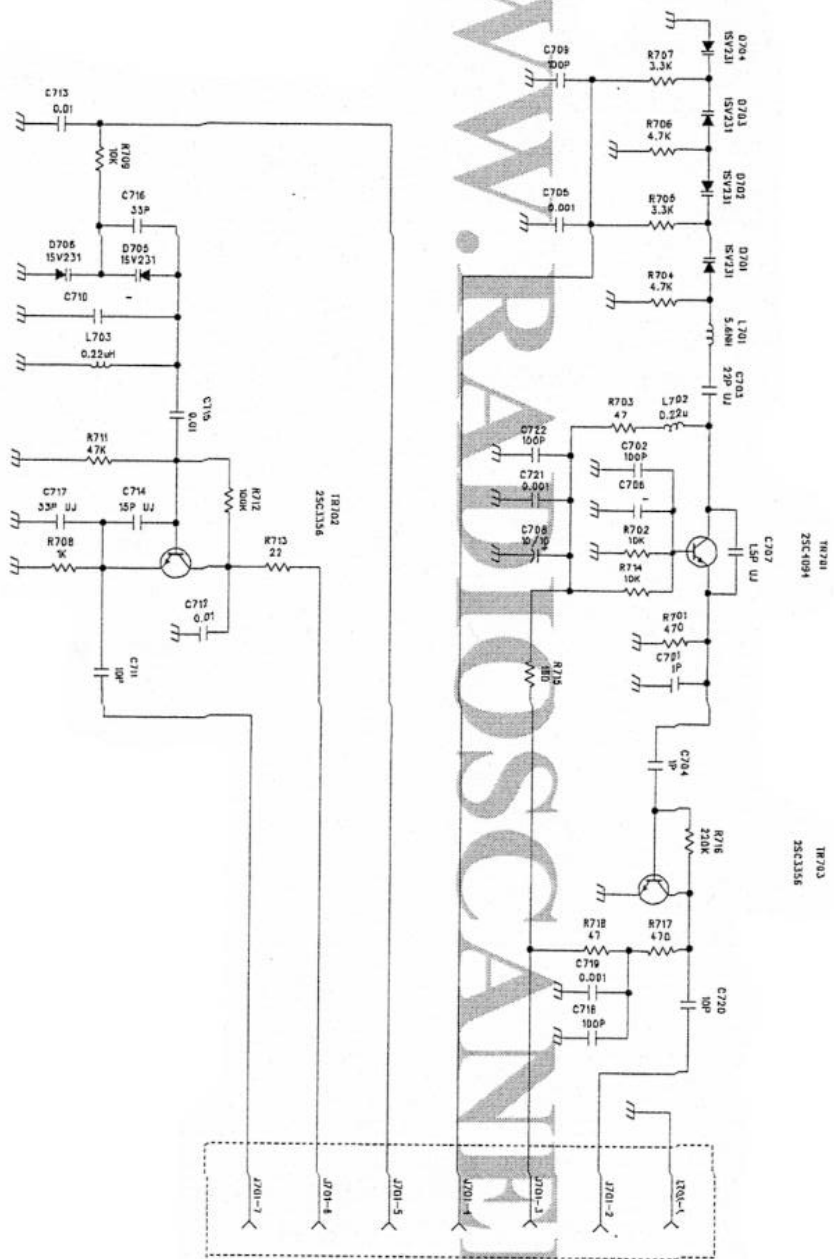 D704
1SV231
D703
1SV231
D702
1SV231
D701
1SV231
L701
5.6NH
C703
22P UJ
TR701
2SC4094
TR703
2SC3356
C709
100P
R707
3.3K
R706
4.7K
C705
0.001
R705
3.3K
R704
4.7K
R703
47
L702
0.22u
C722
100P
C702
100P
C721
0.001
C706
-
C708
10/10
+
R702
10K
R714
10K
C707
1.5P UJ
R701
470
C701
1P
R715
180
C704
1P
R716
220K
R718
47
R717
470
C719
0.001
C718
100P
C720
10P
C713
0.01
R709
10K
C716
33P
D706
1SV231
D705
1SV231
C710
-
L703
0.22uH
C715
0.01
R711
47K
R712
100K
C717
33P UJ
C714
15P UJ
R708
1K
TR702
2SC3356
R713
22
C712
0.01
C711
10P
J701-7
J701-6
J701-5
J701-4
J701-3
J701-2
J701-1
WW.RADIOSCANE